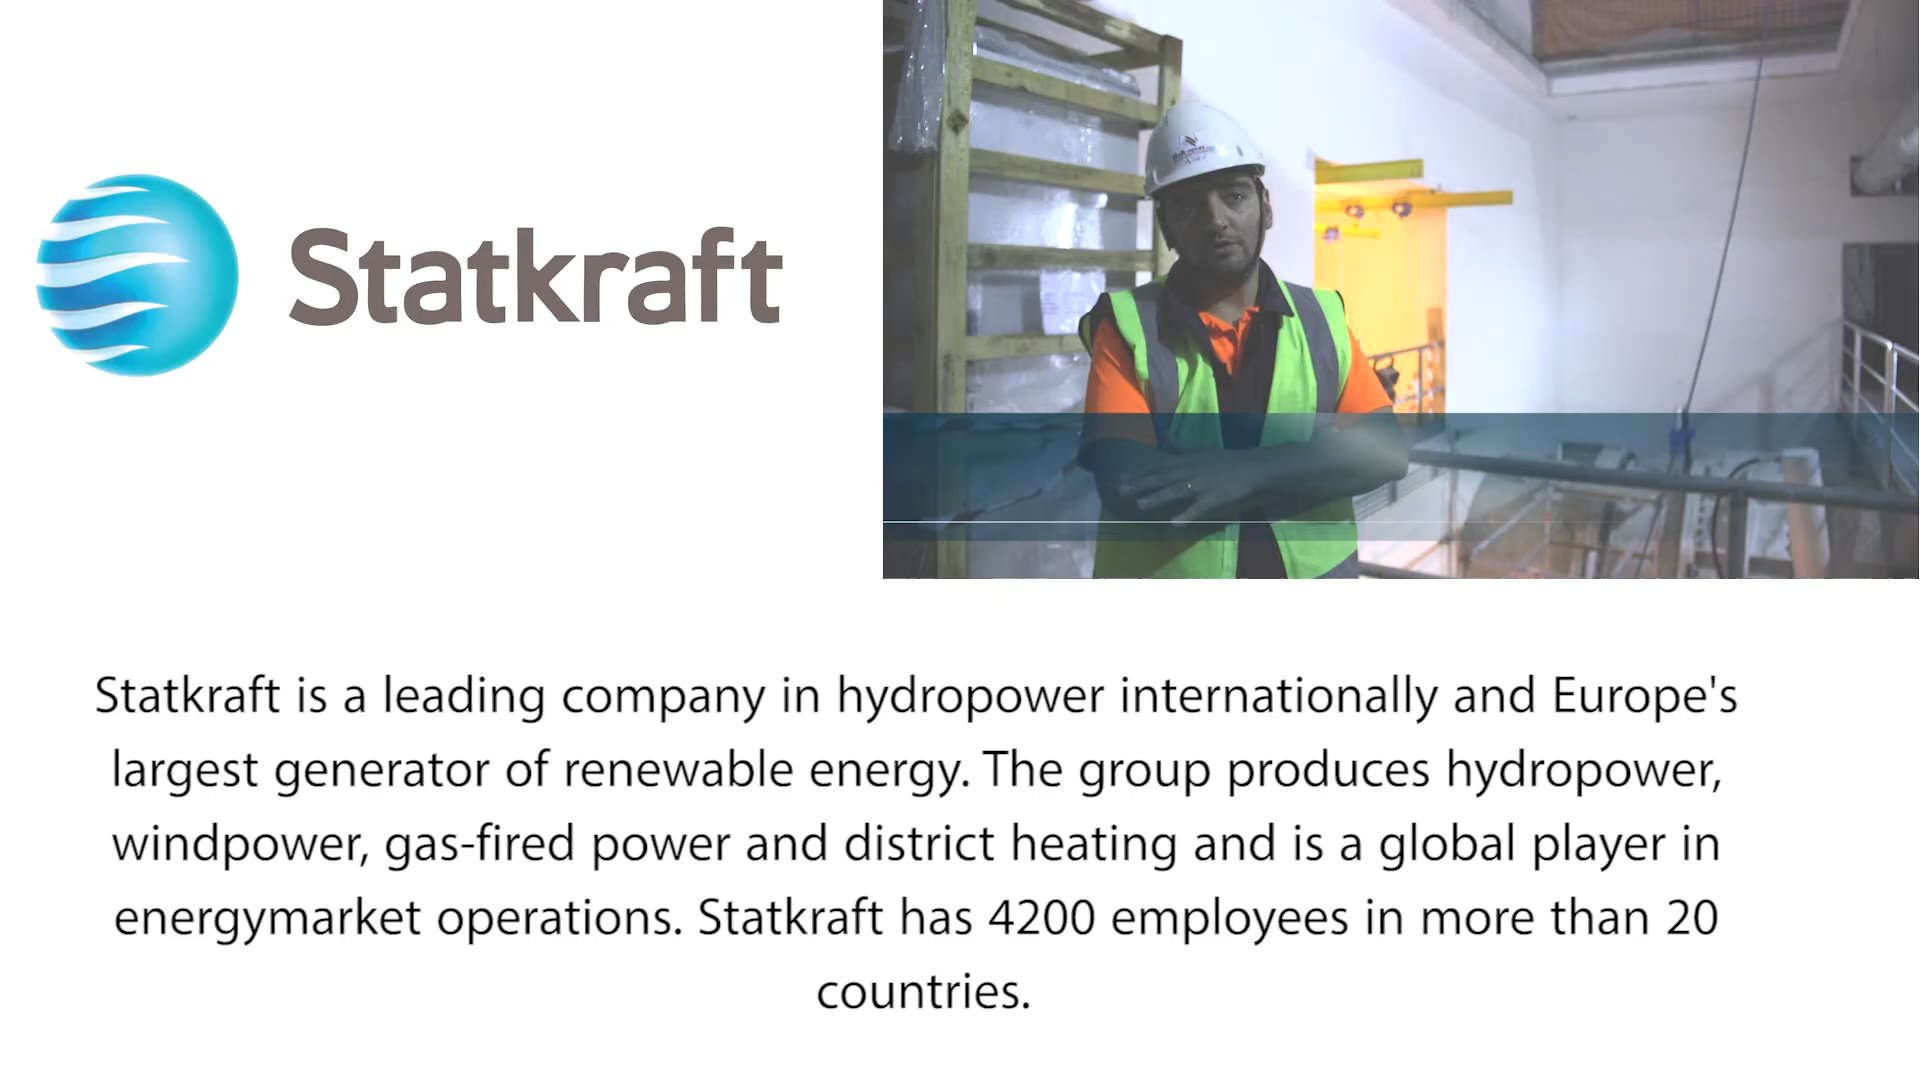 Statkraft
Statkraft is a leading company in hydropower internationally and Europe's
largest generator of renewable energy. The group produces hydropower,
windpower, gas-fired power and district heating and is a global player in
energymarket operations. Statkraft has 4200 employees in more than 20
countries.